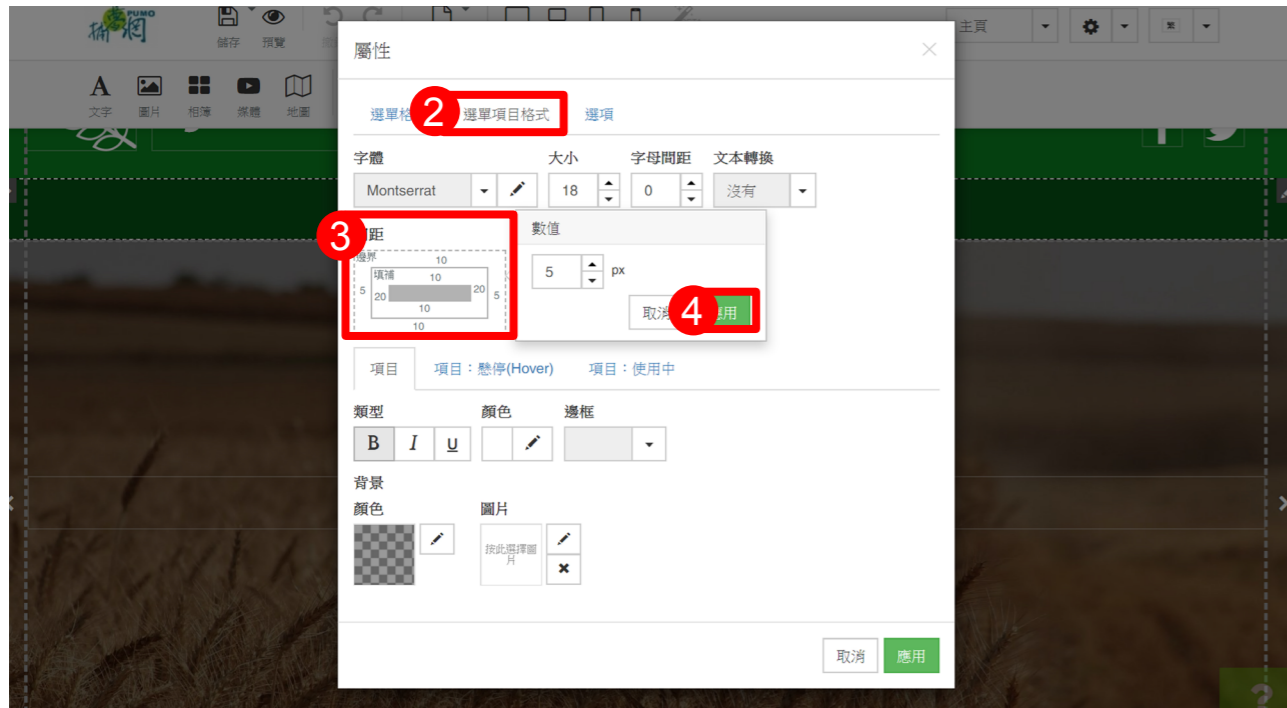 PUMO
儲存 預覽
主頁
繁
文字 圖片 相簿 媒體 地圖
屬性
選單格 2 選單項目格式 選項
字體 大小 字母間距 文本轉換
Montserrat 18 0 沒有
3 距
數值
邊界 10
填補 10
5 20 20 5
10
10
5 px
取消 4 應用
項目 項目：懸停(Hover) 項目：使用中
類型 顏色 邊框
B I U
背景
顏色 圖片
按此選擇圖
片
取消 應用
?